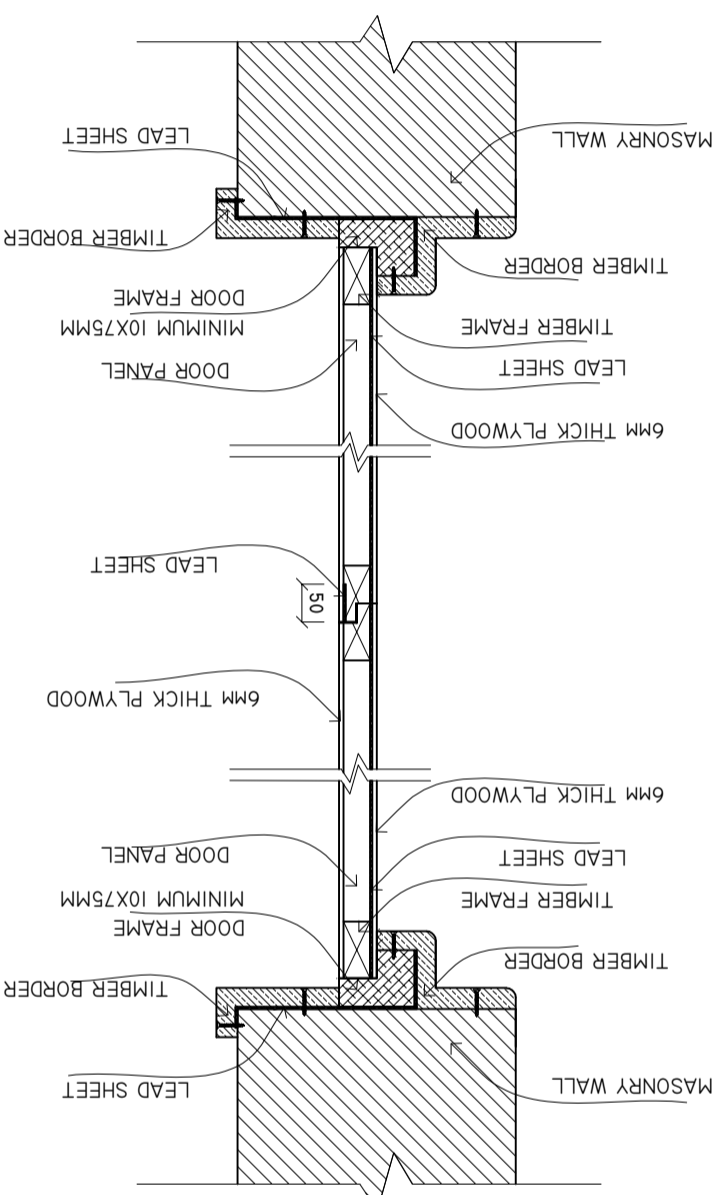 MASONRY WALL
LEAD SHEET
TIMBER BORDER
TIMBER BORDER
DOOR FRAME
MINIMUM 10X75MM
TIMBER FRAME
LEAD SHEET
DOOR PANEL
6MM THICK PLYWOOD
6MM THICK PLYWOOD
50
LEAD SHEET
6MM THICK PLYWOOD
LEAD SHEET
DOOR PANEL
TIMBER FRAME
MINIMUM 10X75MM
DOOR FRAME
TIMBER BORDER
TIMBER BORDER
MASONRY WALL
LEAD SHEET